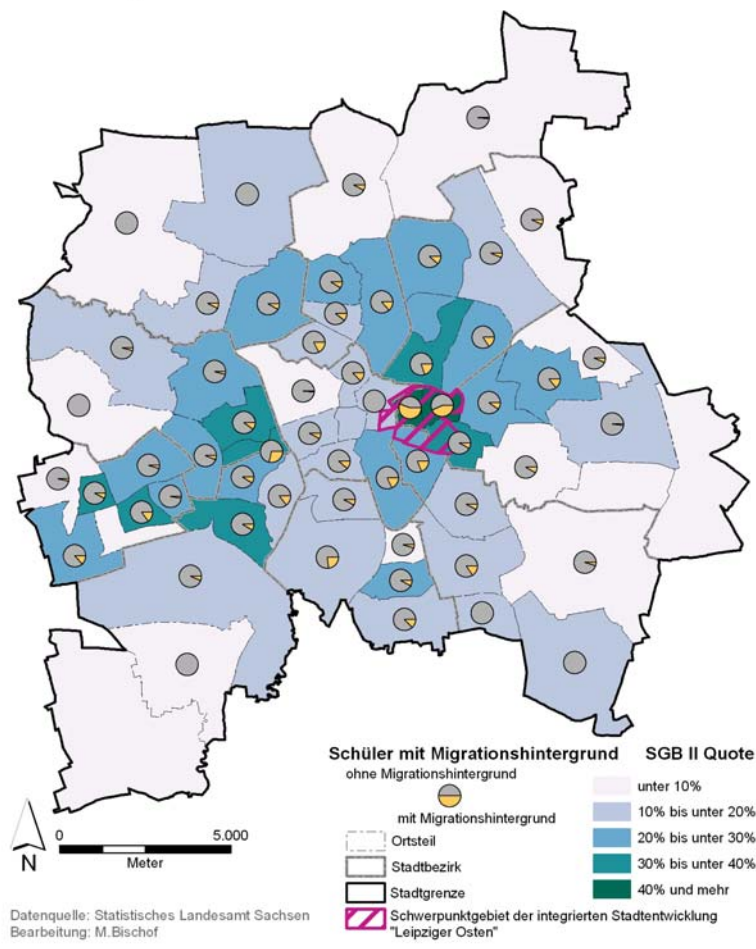 Schüler mit Migrationshintergrund
ohne Migrationshintergrund
mit Migrationshintergrund
Ortsteil
Stadtbezirk
Stadtgrenze
Schwerpunktgebiet der integrierten Stadtentwicklung
"Leipziger Osten"
SGB II Quote
unter 10%
10% bis unter 20%
20% bis unter 30%
30% bis unter 40%
40% und mehr
N
0
5.000
Meter
Datenquelle: Statistisches Landesamt Sachsen
Bearbeitung: M.Bischof